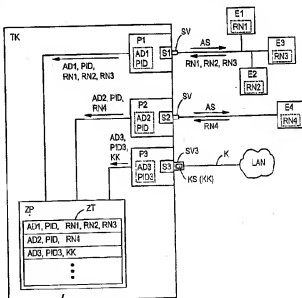 TK
P1
AD1
PID
S1
SV
AS
RN1, RN2, RN3
E1
RN1
E3
RN3
E2
RN2
AD1, PID,
RN1, RN2, RN3
AD2, PID,
RN4
P2
AD2
PID
S2
SV
AS
RN4
E4
RN4
AD3,
PID3,
KK
P3
AD3
PID3
S3
SV3
K
KS (KK)
LAN
ZP
ZT
AD1, PID, RN1, RN2, RN3
AD2, PID, RN4
AD3, PID3, KK